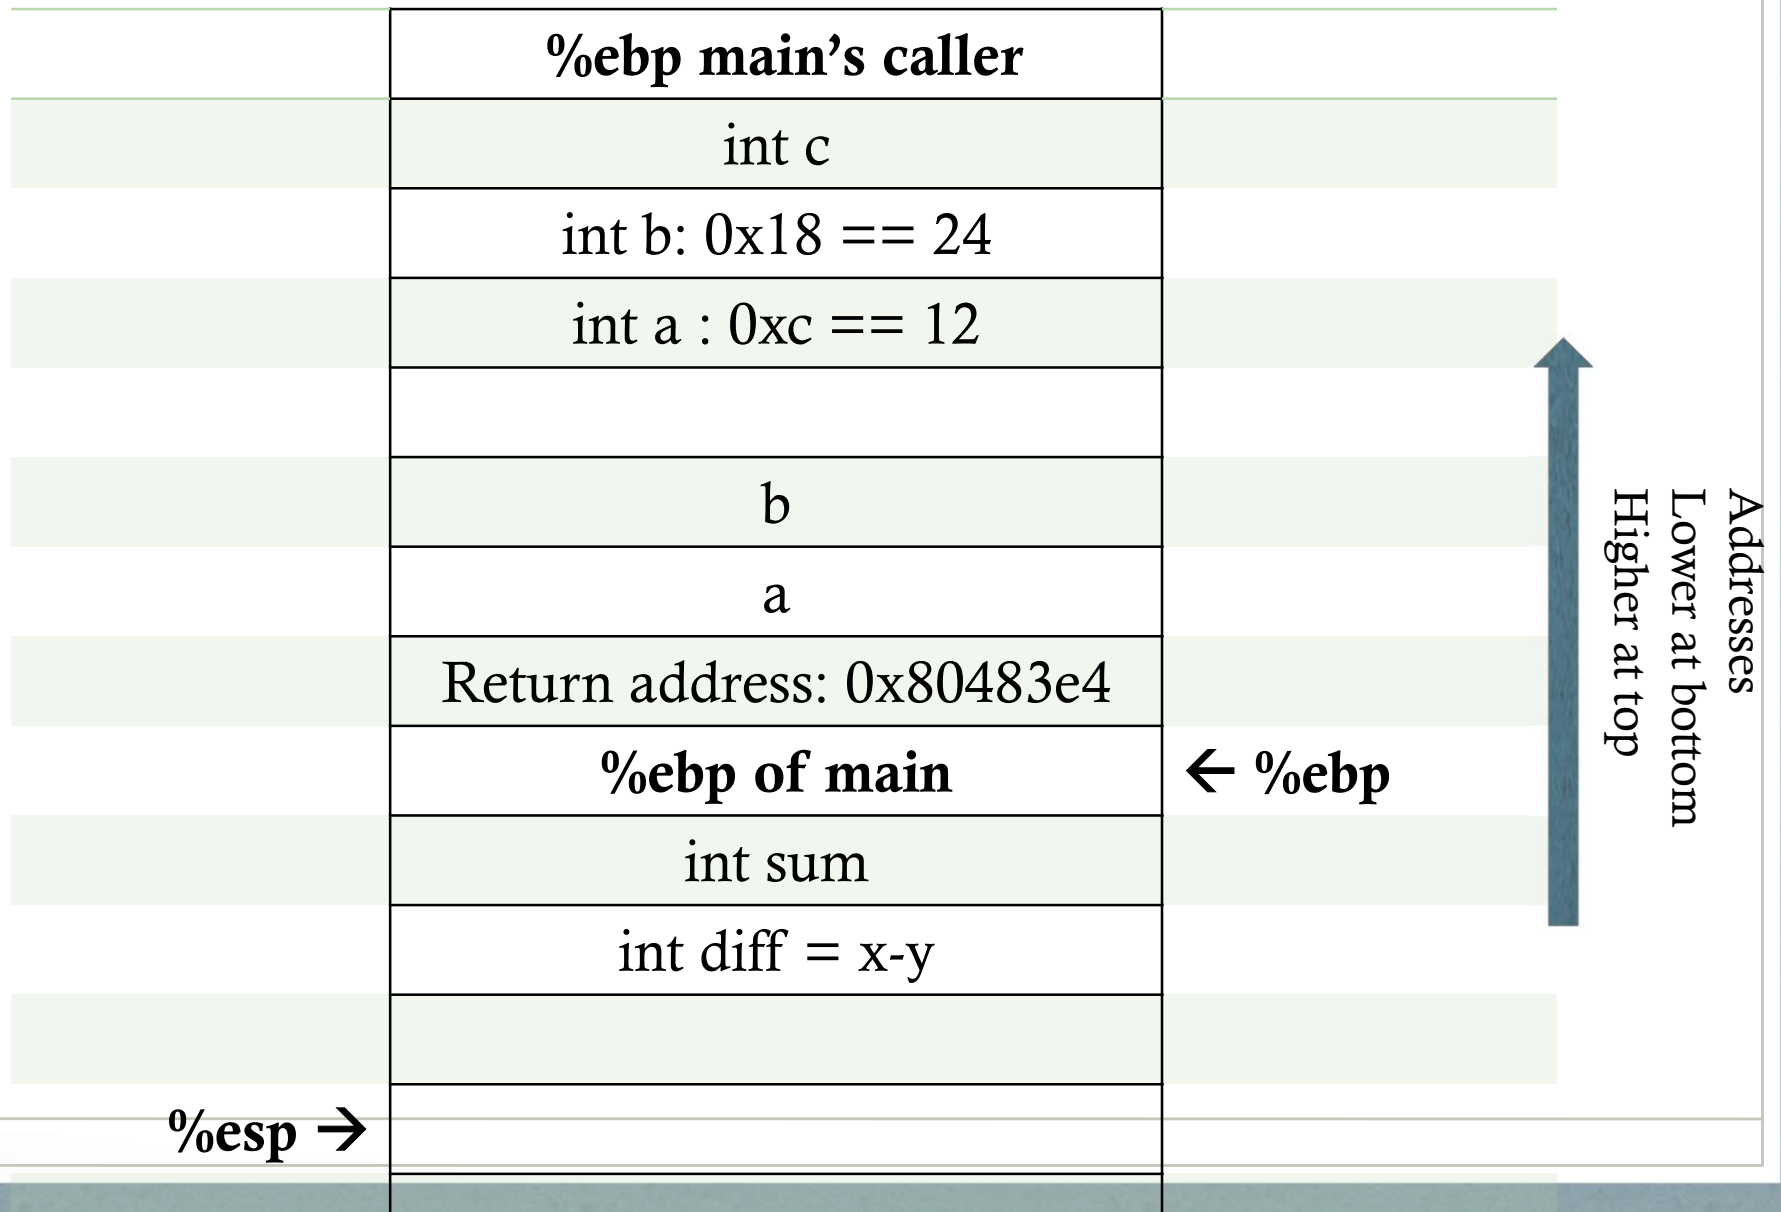 %ebp main’s caller
int c
int b: 0x18 == 24
int a : 0xc == 12
b
a
Return address: 0x80483e4
%ebp of main
← %ebp
int sum
int diff = x-y
%esp →
Addresses
Lower at bottom
Higher at top